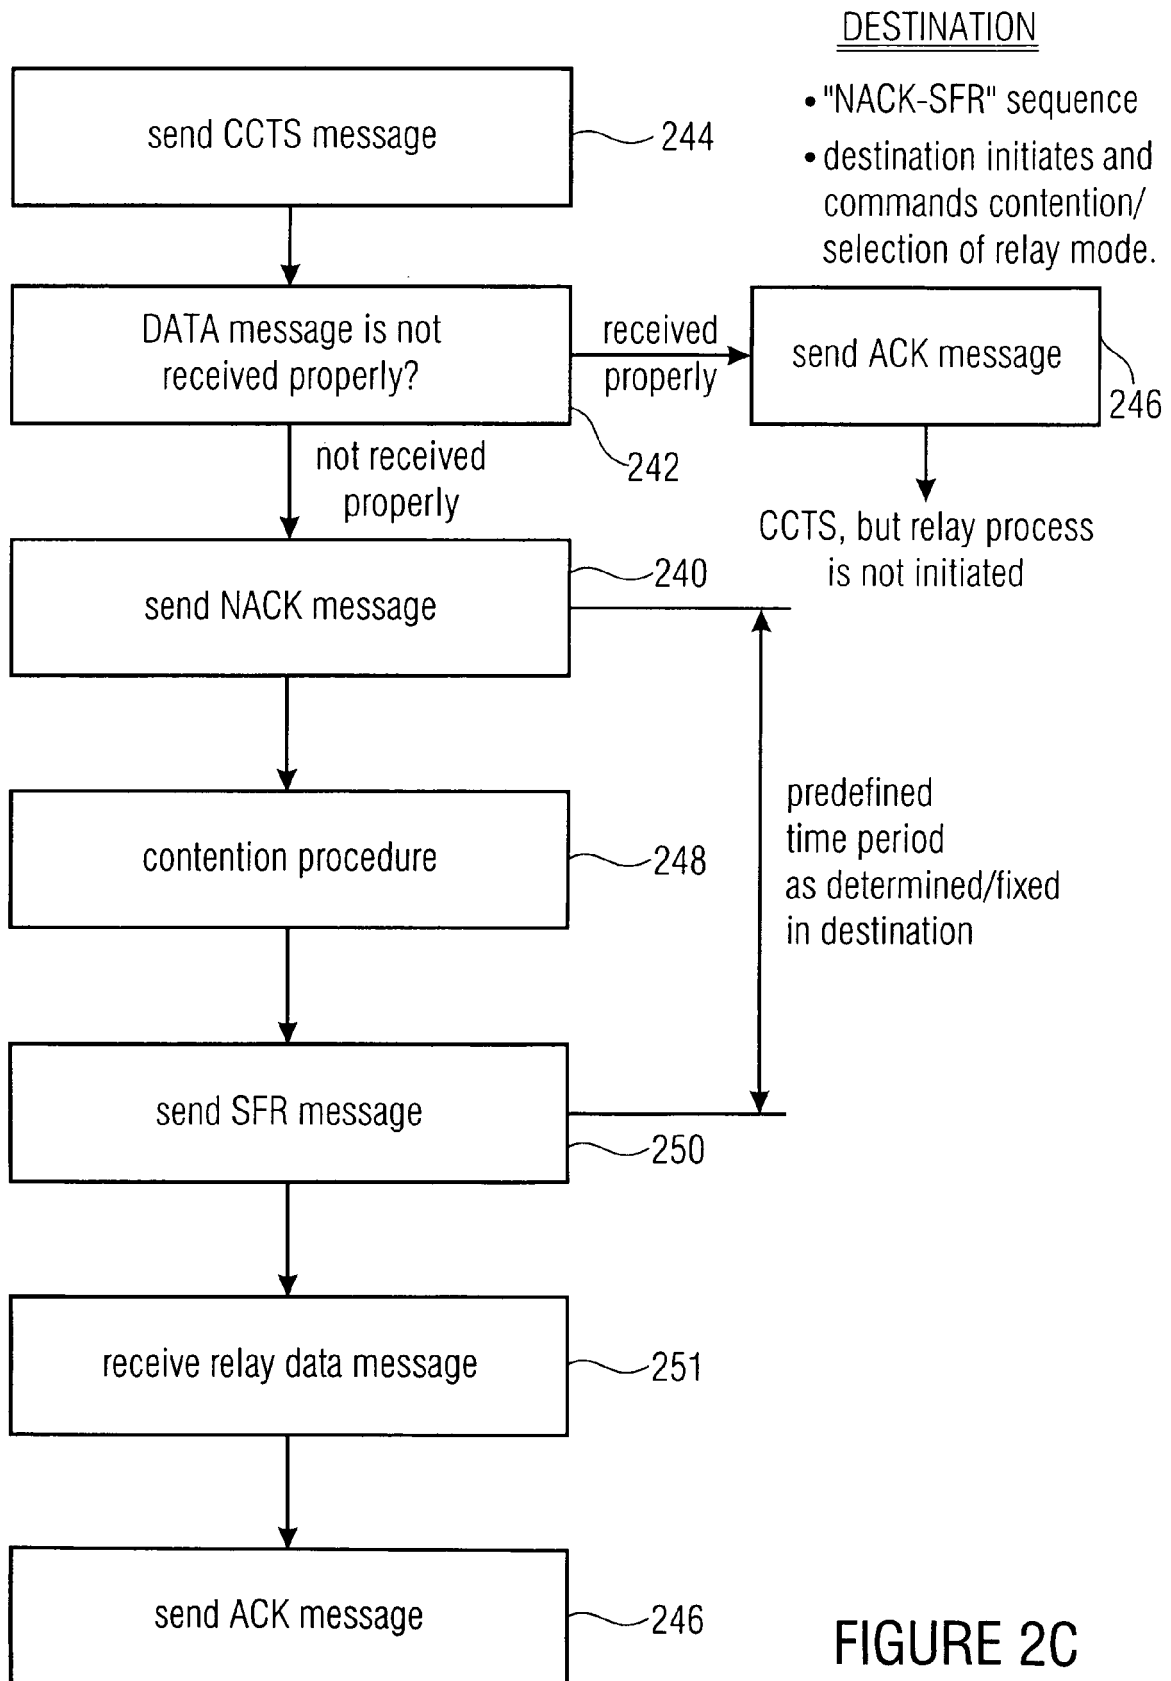 DESTINATION
• "NACK-SFR" sequence
• destination initiates and
commands contention/
selection of relay mode.
send CCTS message
244
DATA message is not
received properly?
242
received
properly
send ACK message
246
CCTS, but relay process
is not initiated
not received
properly
send NACK message
240
contention procedure
248
predefined
time period
as determined/fixed
in destination
send SFR message
250
receive relay data message
251
send ACK message
246
FIGURE 2C